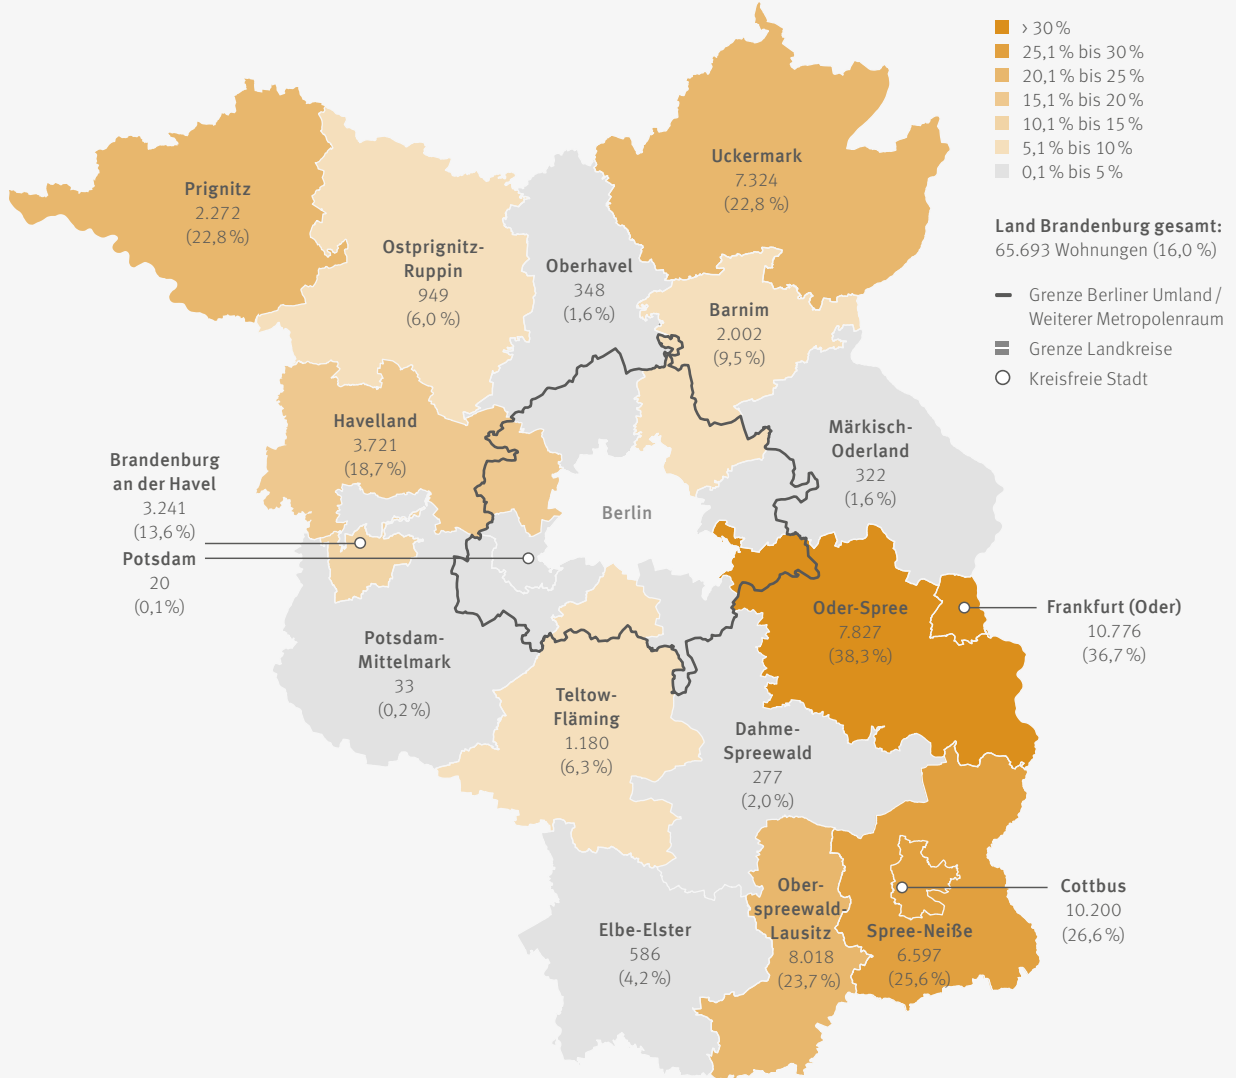 > 30 %
25,1 % bis 30 %
20,1 % bis 25 %
15,1 % bis 20 %
10,1 % bis 15 %
5,1 % bis 10 %
0,1 % bis 5 %
Land Brandenburg gesamt:
65.693 Wohnungen (16,0 %)
Grenze Berliner Umland /
Weiterer Metropolenraum
Grenze Landkreise
Kreisfreie Stadt
Uckermark
7.324
(22,8 %)
Prignitz
2.272
(22,8 %)
Ostprignitz-
Ruppin
949
(6,0 %)
Oberhavel
348
(1,6 %)
Barnim
2.002
(9,5 %)
Havelland
3.721
(18,7 %)
Märkisch-
Oderland
322
(1,6 %)
Brandenburg
an der Havel
3.241
(13,6 %)
Berlin
Potsdam
20
(0,1%)
Oder-Spree
7.827
(38,3 %)
Frankfurt (Oder)
10.776
(36,7 %)
Potsdam-
Mittelmark
33
(0,2 %)
Teltow-
Fläming
1.180
(6,3 %)
Dahme-
Spreewald
277
(2,0 %)
Ober-
spreewald-
Lausitz
8.018
(23,7 %)
Cottbus
10.200
(26,6 %)
Elbe-Elster
586
(4,2 %)
Spree-Neiße
6.597
(25,6 %)